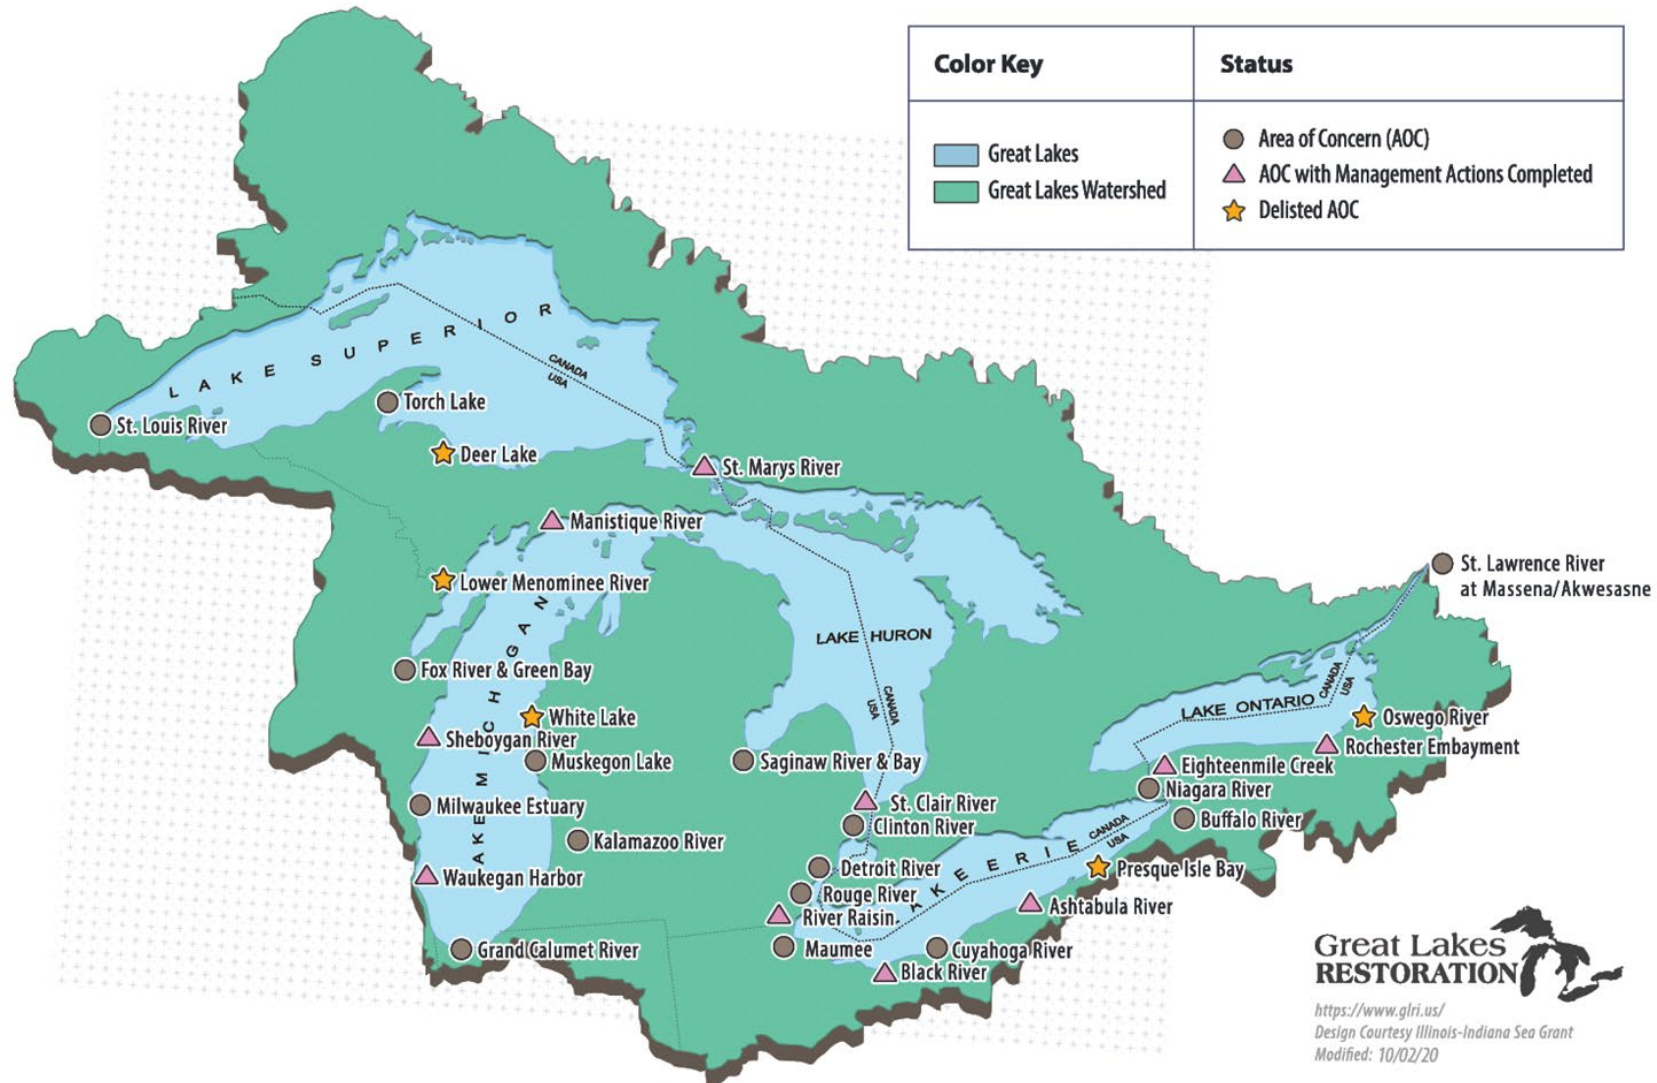 Color Key
Status
Great Lakes
Great Lakes Watershed
Area of Concern (AOC)
AOC with Management Actions Completed
Delisted AOC
LAKE SUPERIOR
CANADA
USA
Torch Lake
St. Louis River
Deer Lake
St. Marys River
Manistique River
Lower Menominee River
St. Lawrence River
at Massena/Akwesasne
LAKE HURON
CANADA
USA
Fox River & Green Bay
LAKE MICHIGAN
White Lake
Sheboygan River
Muskegon Lake
Saginaw River & Bay
LAKE ONTARIO
CANADA
USA
Oswego River
Rochester Embayment
Eighteenmile Creek
Niagara River
Buffalo River
Milwaukee Estuary
Kalamazoo River
St. Clair River
Clinton River
Waukegan Harbor
Detroit River
Rouge River
River Raisin
LAKE ERIE
CANADA
USA
Presque Isle Bay
Ashtabula River
Grand Calumet River
Maumee
Cuyahoga River
Black River
Great Lakes
RESTORATION
https://www.glri.us/
Design Courtesy Illinois-Indiana Sea Grant
Modified: 10/02/20